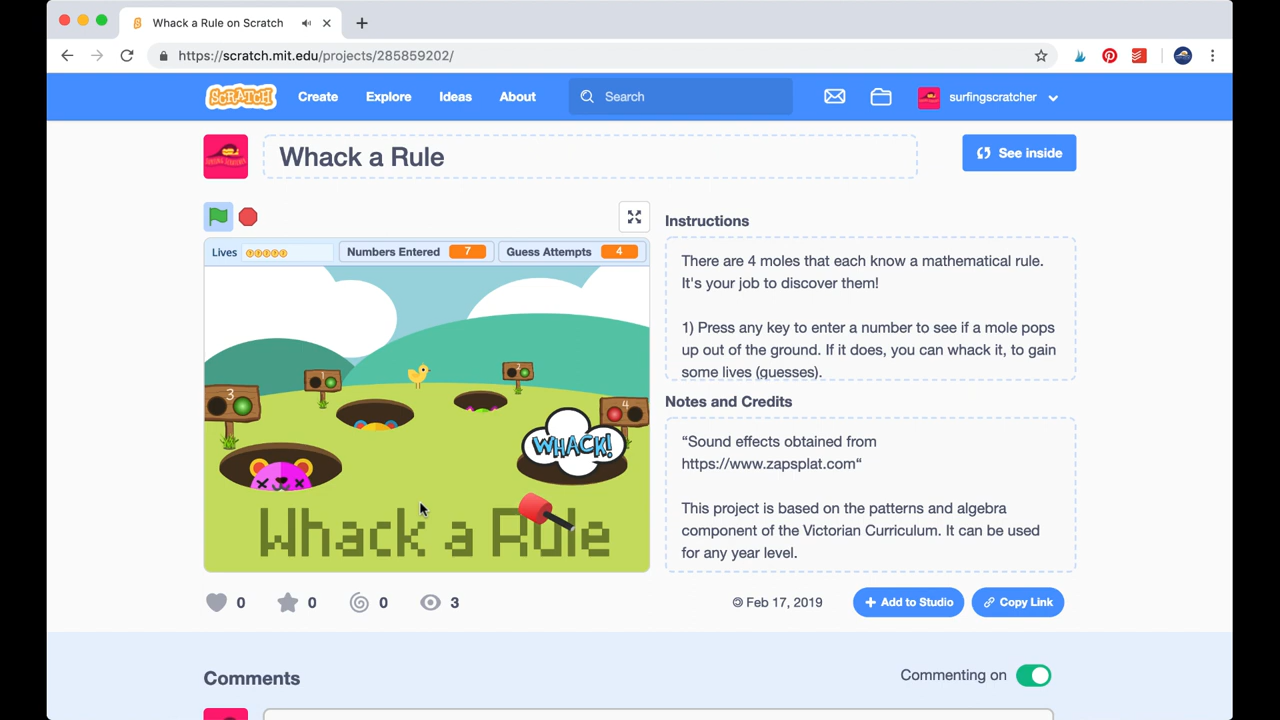 Whack a Rule on Scratch
https://scratch.mit.edu/projects/285859202/
SCRATCH
Create
Explore
Ideas
About
Search
surfingscratcher
Whack a Rule
See inside
Lives
Numbers Entered 7
Guess Attempts 4
1
2
3
4
WHACK!
Whack a Rule
Instructions
There are 4 moles that each know a mathematical rule.
It's your job to discover them!
1) Press any key to enter a number to see if a mole pops
up out of the ground. If it does, you can whack it, to gain
some lives (guesses).
Notes and Credits
“Sound effects obtained from
https://www.zapsplat.com“
This project is based on the patterns and algebra
component of the Victorian Curriculum. It can be used
for any year level.
0
0
0
3
© Feb 17, 2019
+ Add to Studio
Copy Link
Comments
Commenting on